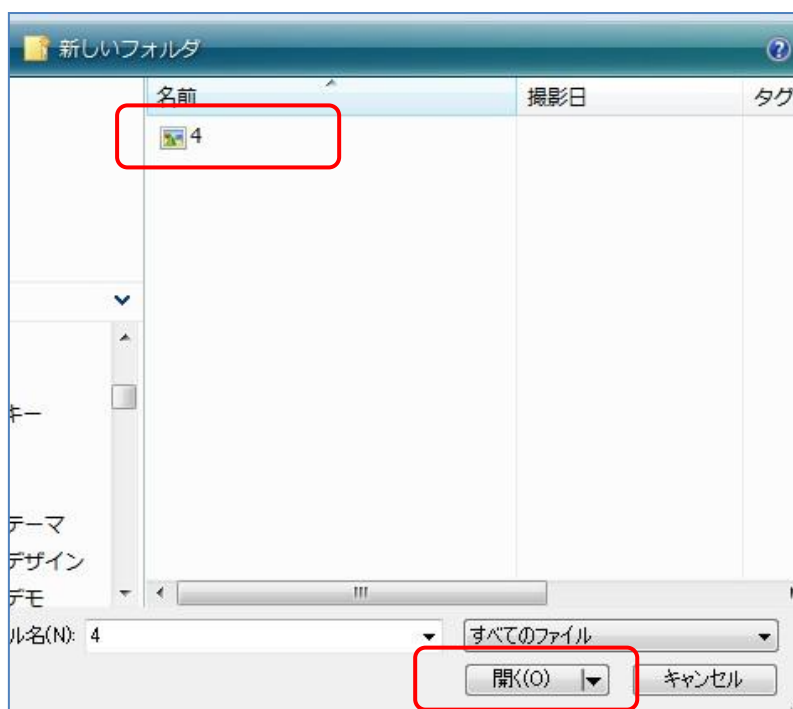 新しいフォルダ
名前 撮影日 タグ
4
キー
テーマ
デザイン
デモ
ル名(N): 4 すべてのファイル
開く(O) キャンセル